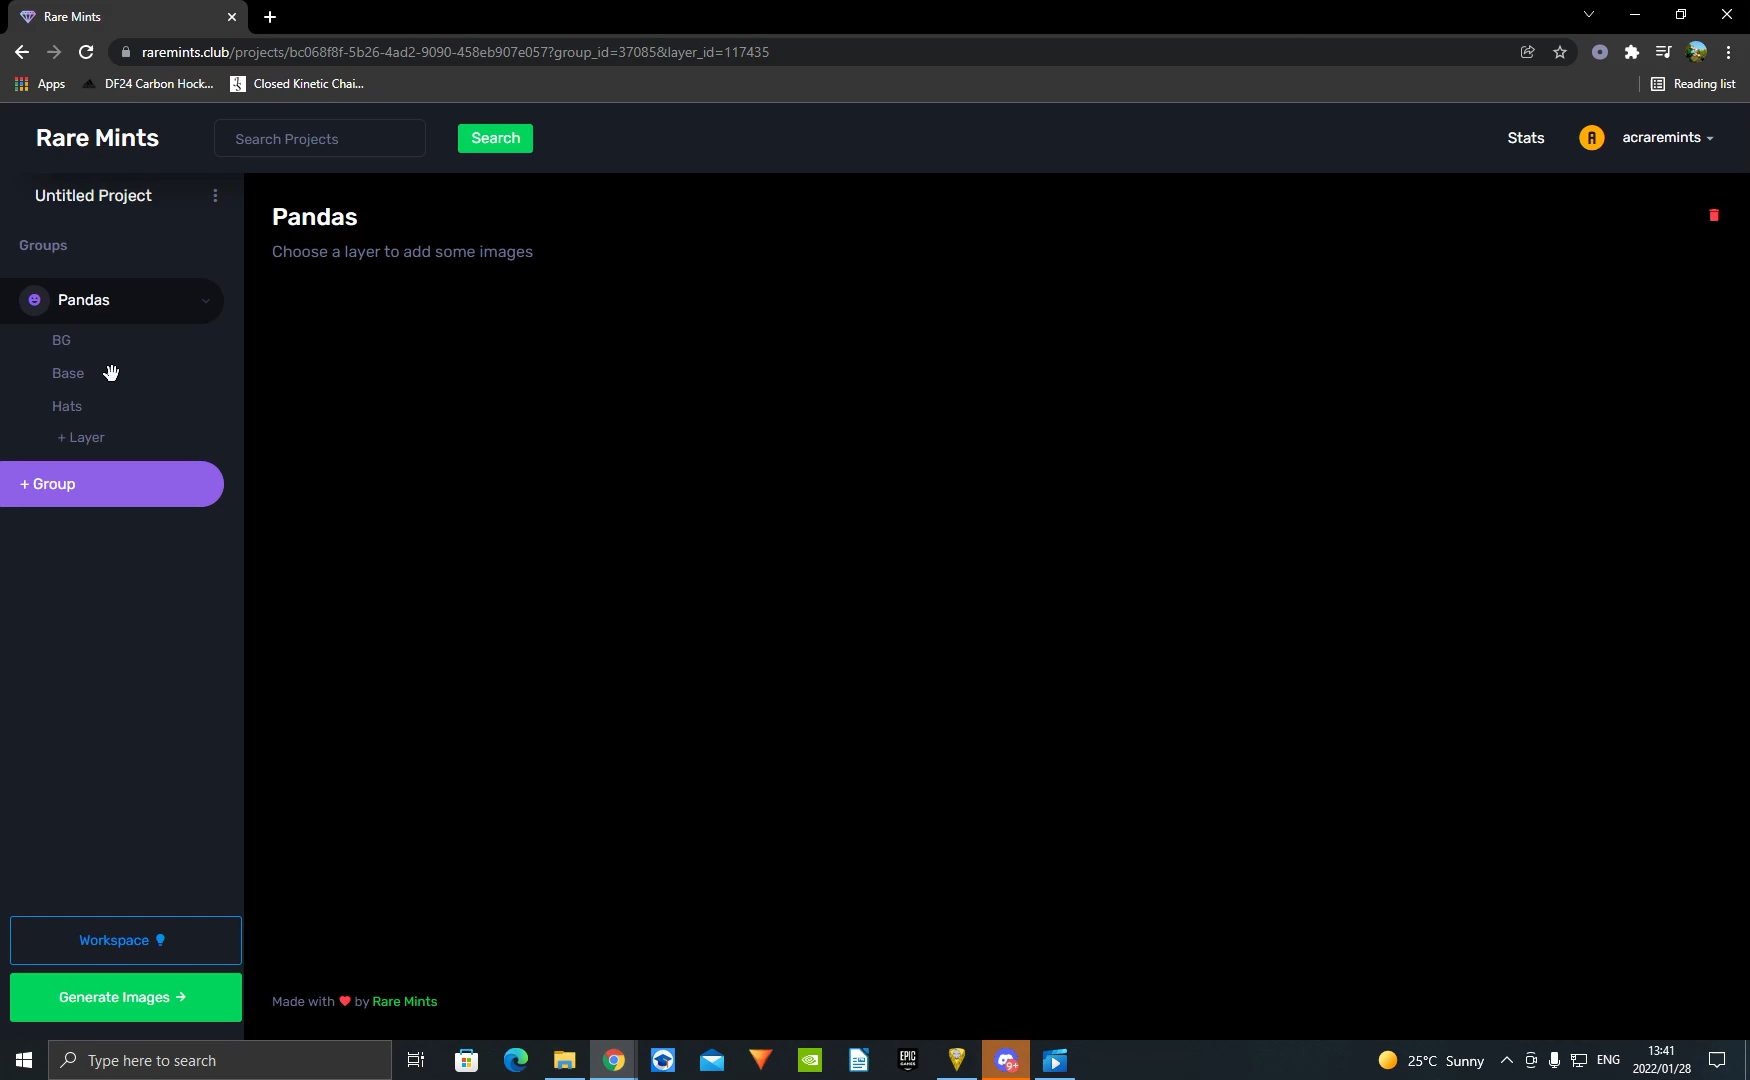 Rare Mints
raremints.club/projects/bc068f8f-5b26-4ad2-9090-458eb907e057?group_id=37085&layer_id=117435
Apps
DF24 Carbon Hock...
Closed Kinetic Chai...
Reading list
Rare Mints
Search Projects
Search
Stats
A
acraremints
Untitled Project
Groups
Pandas
BG
Base
Hats
+ Layer
+ Group
Pandas
Choose a layer to add some images
Workspace
Generate Images →
Made with ♥ by Rare Mints
Type here to search
EPIC
GAMES
9+
25°C Sunny
ENG
13:41
2022/01/28